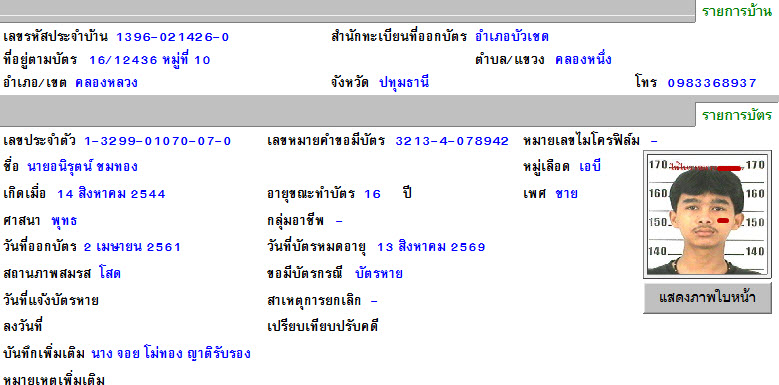 รายการบ้าน
เลขรหัสประจำบ้าน 1396-021426-0 สำนักทะเบียนที่ออกบัตร อำเภอบัวเขต
ที่อยู่ตามบัตร 16/12436 หมู่ที่ 10 ตำบล/แขวง คลองหนึ่ง
อำเภอ/เขต คลองหลวง จังหวัด ปทุมธานี โทร 0983368937
รายการบัตร
เลขประจำตัว 1-3299-01070-07-0 เลขหมายคำขอมีบัตร 3213-4-078942 หมายเลขไมโครฟิล์ม -
ชื่อ นายอนิรุตน์ ขมทอง หมู่เลือด เอบี
เกิดเมื่อ 14 สิงหาคม 2544 อายุขณะทำบัตร 16 ปี เพศ ชาย
ศาสนา พุทธ กลุ่มอาชีพ -
วันที่ออกบัตร 2 เมษายน 2561 วันที่บัตรหมดอายุ 13 สิงหาคม 2569
สถานภาพสมรส โสด ขอมีบัตรกรณี บัตรหาย
วันที่แจ้งบัตรหาย สาเหตุการยกเลิก -
ลงวันที่ เปรียบเทียบปรับคดี
บันทึกเพิ่มเติม นาง จอย โม่ทอง ญาติรับรอง
หมายเหตุเพิ่มเติม
170 170
160 160
150 150
140 140
แสดงภาพใบหน้า